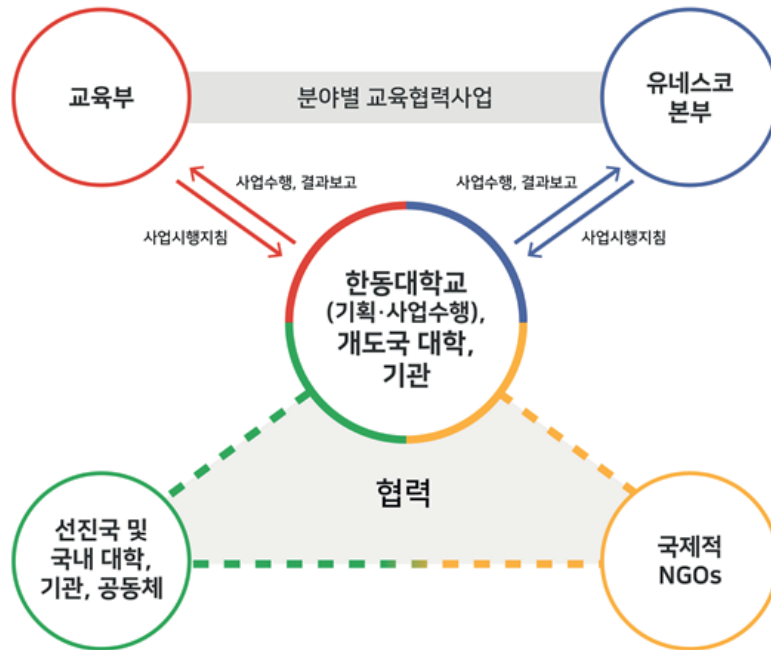 교육부
분야별 교육협력사업
유네스코
본부
사업수행, 결과보고
사업수행, 결과보고
사업시행지침
사업시행지침
한동대학교
(기획·사업수행),
개도국 대학,
기관
협력
선진국 및
국내 대학,
기관, 공동체
국제적
NGOs